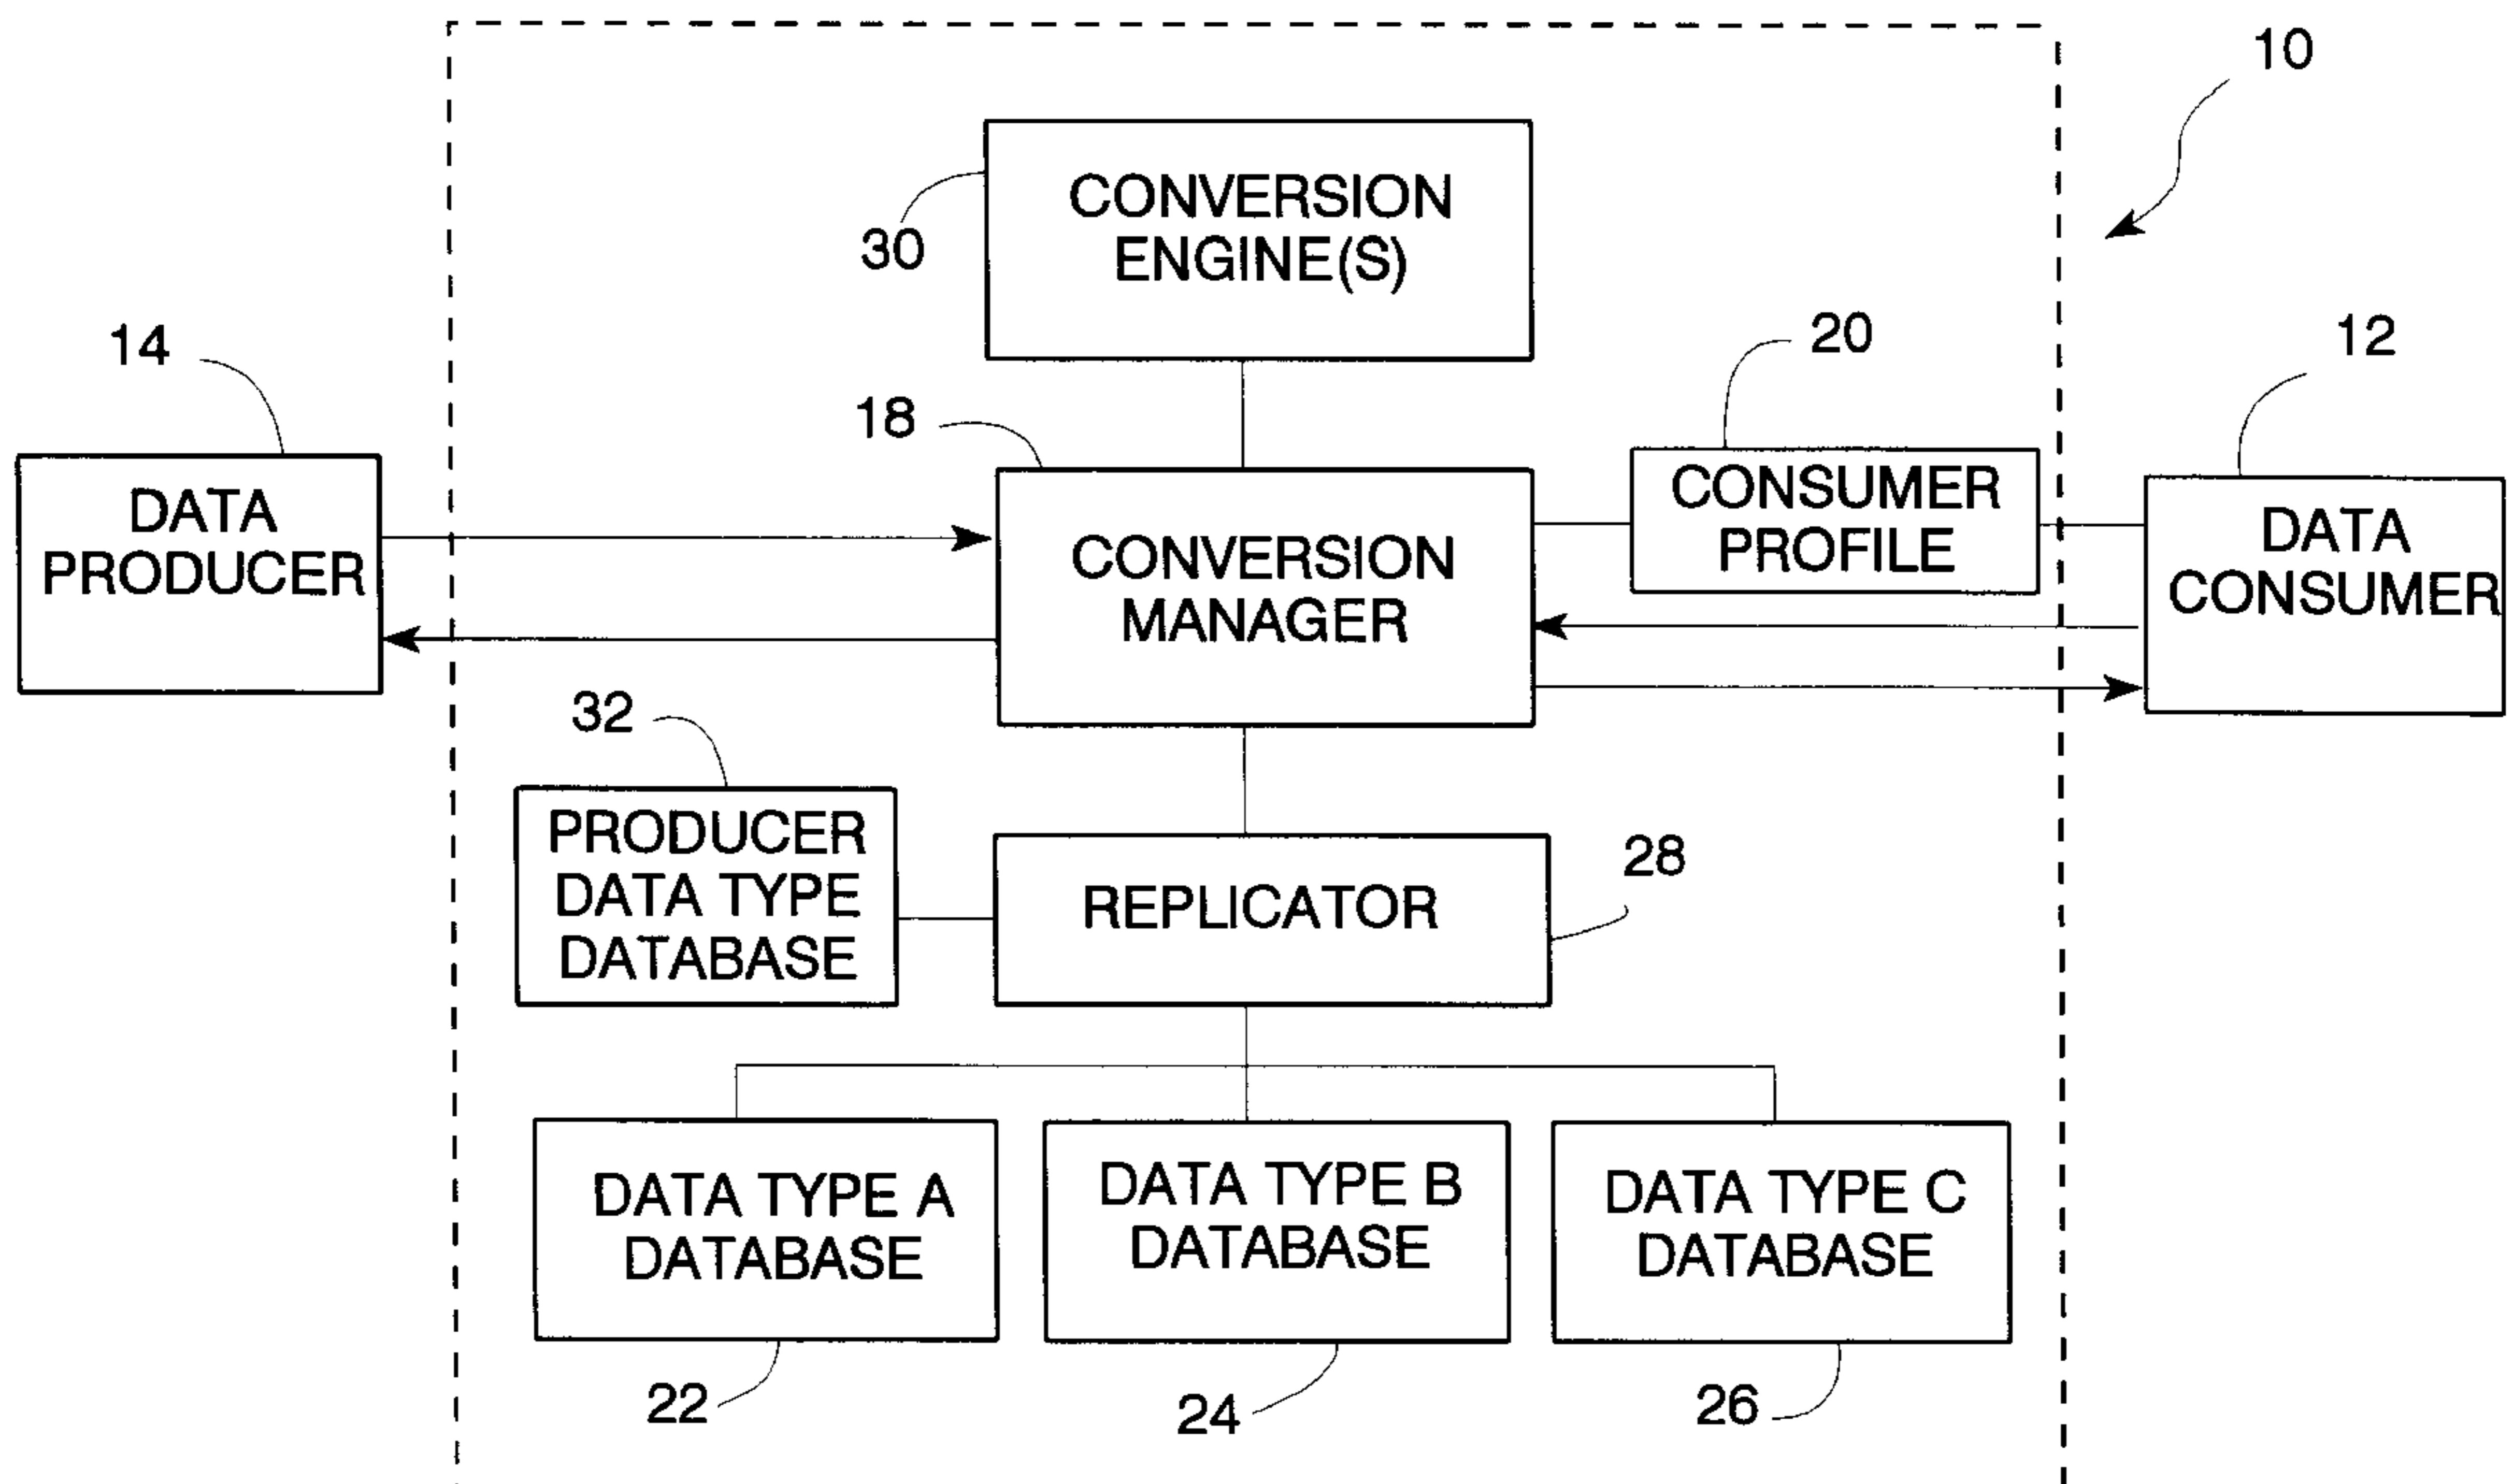 10
CONVERSION
ENGINE(S)
30
14
20
12
18
DATA
PRODUCER
CONSUMER
PROFILE
DATA
CONSUMER
CONVERSION
MANAGER
32
PRODUCER
DATA TYPE
DATABASE
REPLICATOR
28
DATA TYPE A
DATABASE
DATA TYPE B
DATABASE
DATA TYPE C
DATABASE
22
24
26